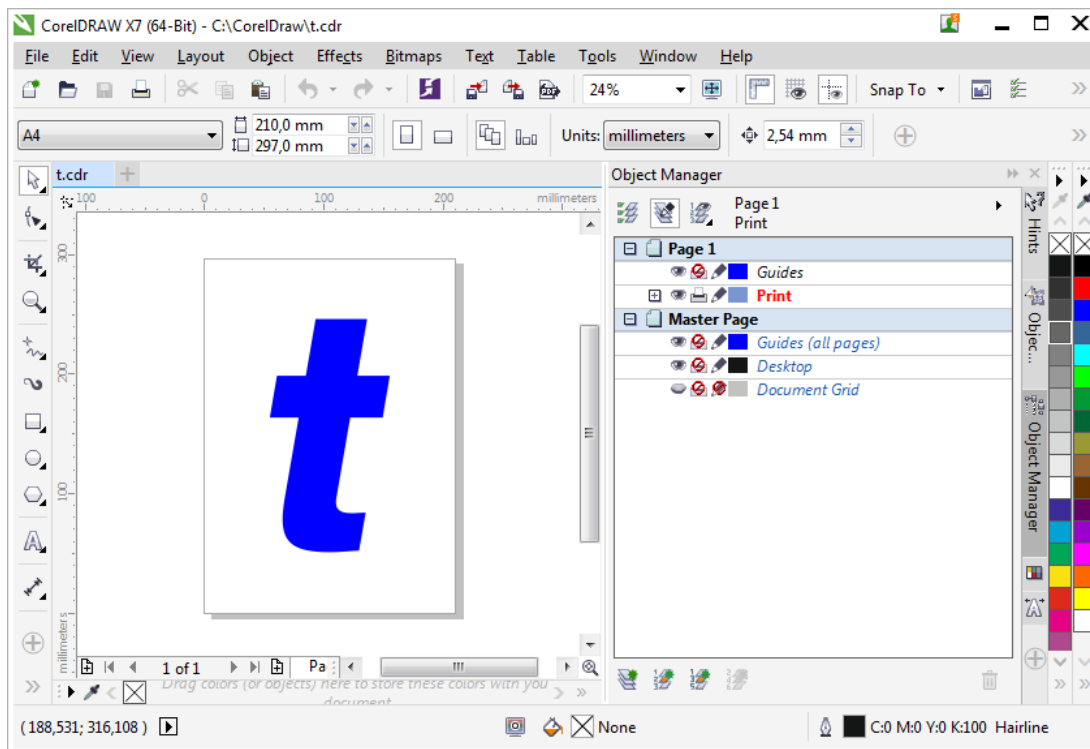 CorelDRAW X7 (64-Bit) - C:\CorelDraw\t.cdr
File Edit View Layout Object Effects Bitmaps Text Table Tools Window Help
24% Snap To
A4 210,0 mm 297,0 mm Units: millimeters 2,54 mm
t.cdr
100 0 100 200 millimeters
300
200
100
millimeters
t
1 of 1 Pa
Drag colors (or objects) here to store these colors with you
document
Object Manager
Page 1
Print
Page 1
Guides
Print
Master Page
Guides (all pages)
Desktop
Document Grid
Hints
Objec...
Object Manager
(188,531; 316,108) None C:0 M:0 Y:0 K:100 Hairline